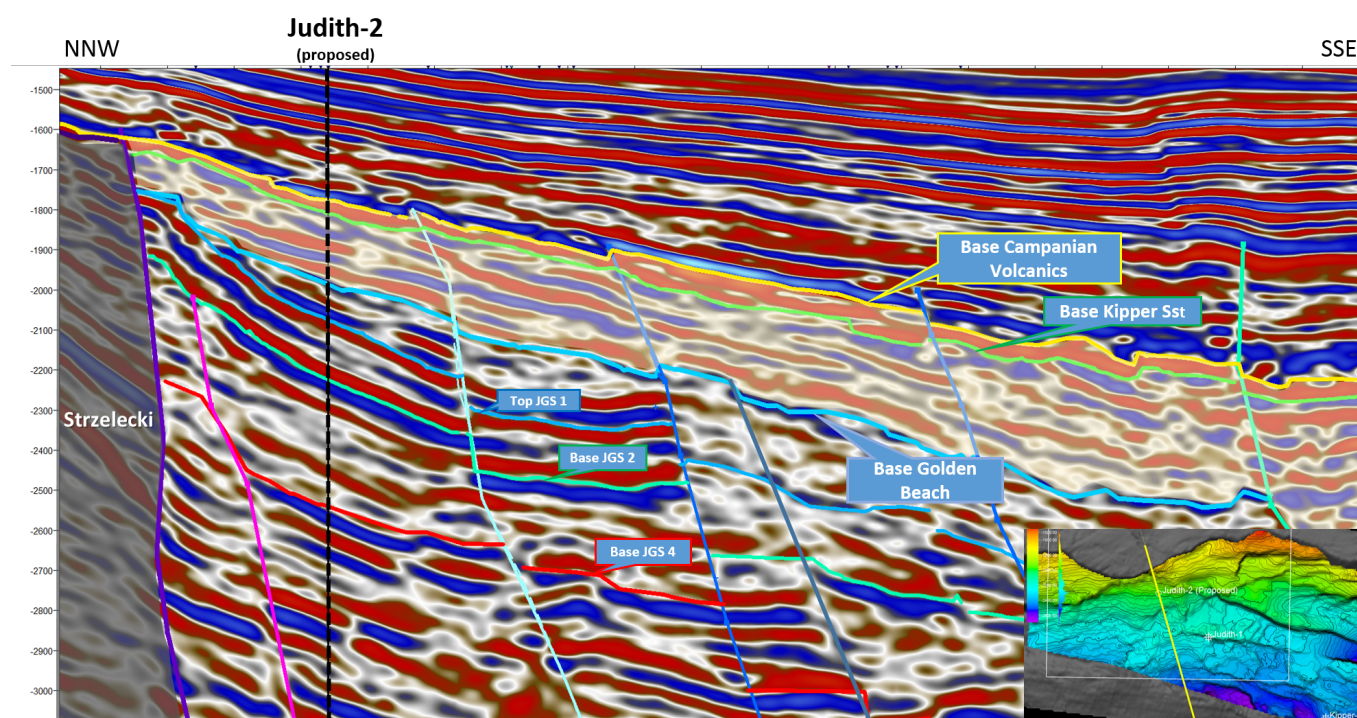 Judith-2
(proposed)
NNW
SSE
-1500
-1600
-1700
-1800
-1900
-2000
-2100
-2200
-2300
-2400
-2500
-2600
-2700
-2800
-2900
-3000
Base Campanian
Volcanics
Base Kipper Sst
Top JGS 1
Strzelecki
Base JGS 2
Base Golden
Beach
Base JGS 4
Judith-2 (Proposed)
Judith-1
Kipper-